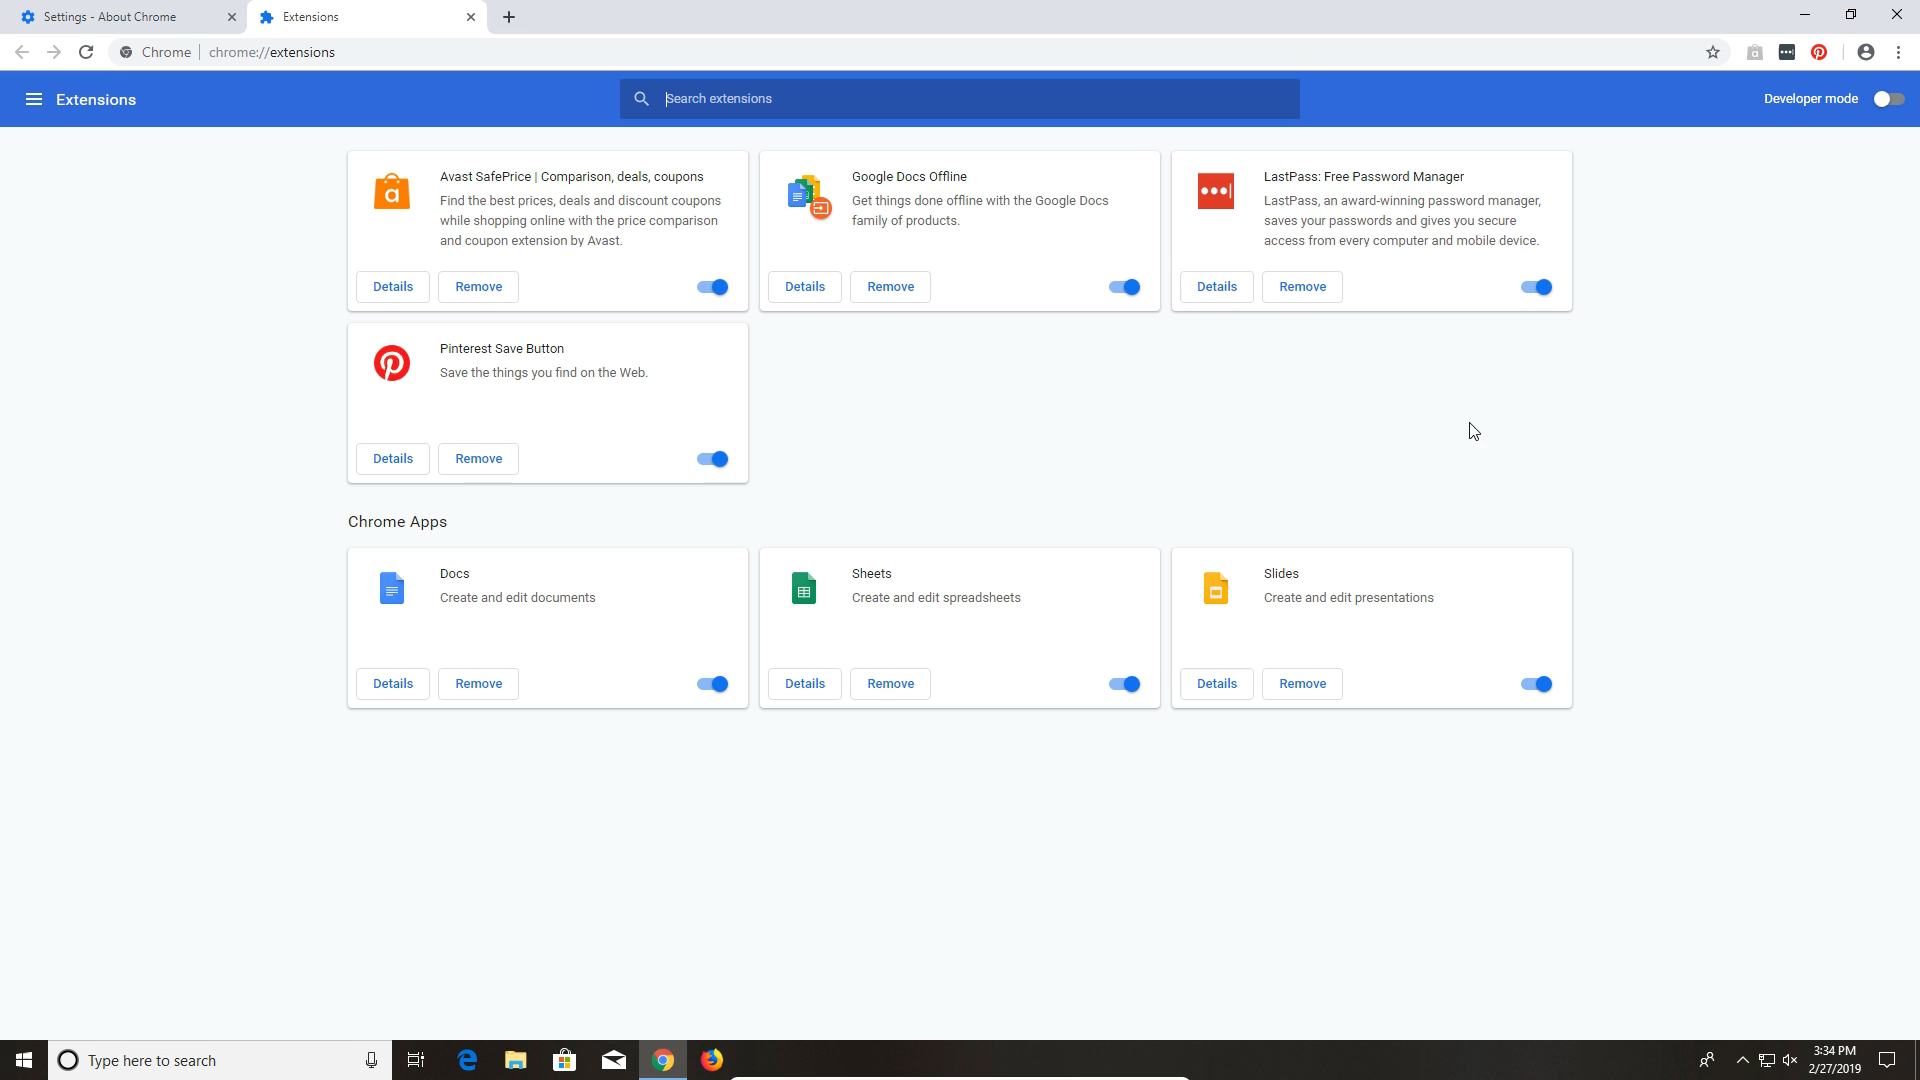 Settings - About Chrome
Extensions
Chrome
chrome://extensions
Extensions
Search extensions
Developer mode
Avast SafePrice | Comparison, deals, coupons
Find the best prices, deals and discount coupons
while shopping online with the price comparison
and coupon extension by Avast.
Details
Remove
Google Docs Offline
Get things done offline with the Google Docs
family of products.
Details
Remove
LastPass: Free Password Manager
LastPass, an award-winning password manager,
saves your passwords and gives you secure
access from every computer and mobile device.
Details
Remove
Pinterest Save Button
Save the things you find on the Web.
Details
Remove
Chrome Apps
Docs
Create and edit documents
Details
Remove
Sheets
Create and edit spreadsheets
Details
Remove
Slides
Create and edit presentations
Details
Remove
Type here to search
3:34 PM
2/27/2019